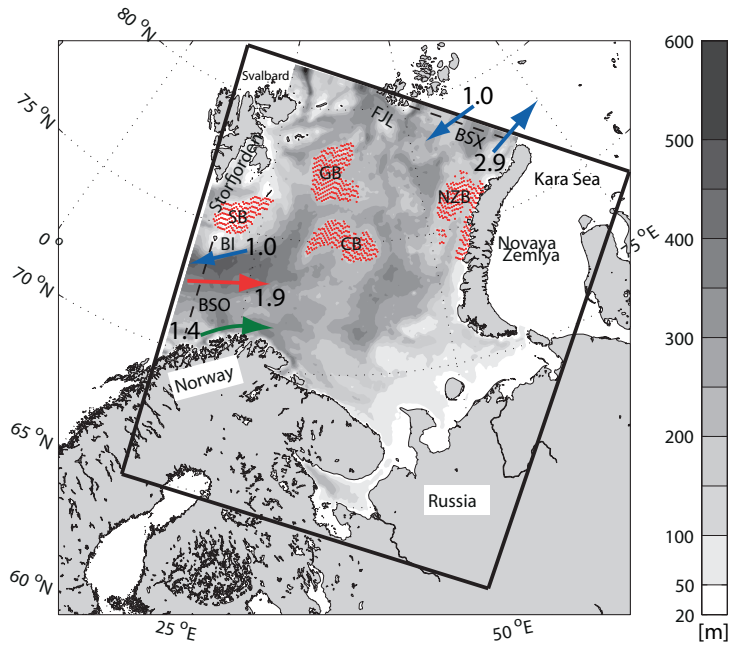 80 °N
600
Svalbard
1.0
75 °N
FJL
BSX
500
2.9
GB
Kara Sea
Storfjorden
NZB
SB
0 °
BI
CB
Novaya
Zemlya
5 °E
400
1.0
70 °N
BSO
1.9
1.4
300
Norway
65 °N
200
Russia
100
60 °N
50
20
25 °E
50 °E
[m]